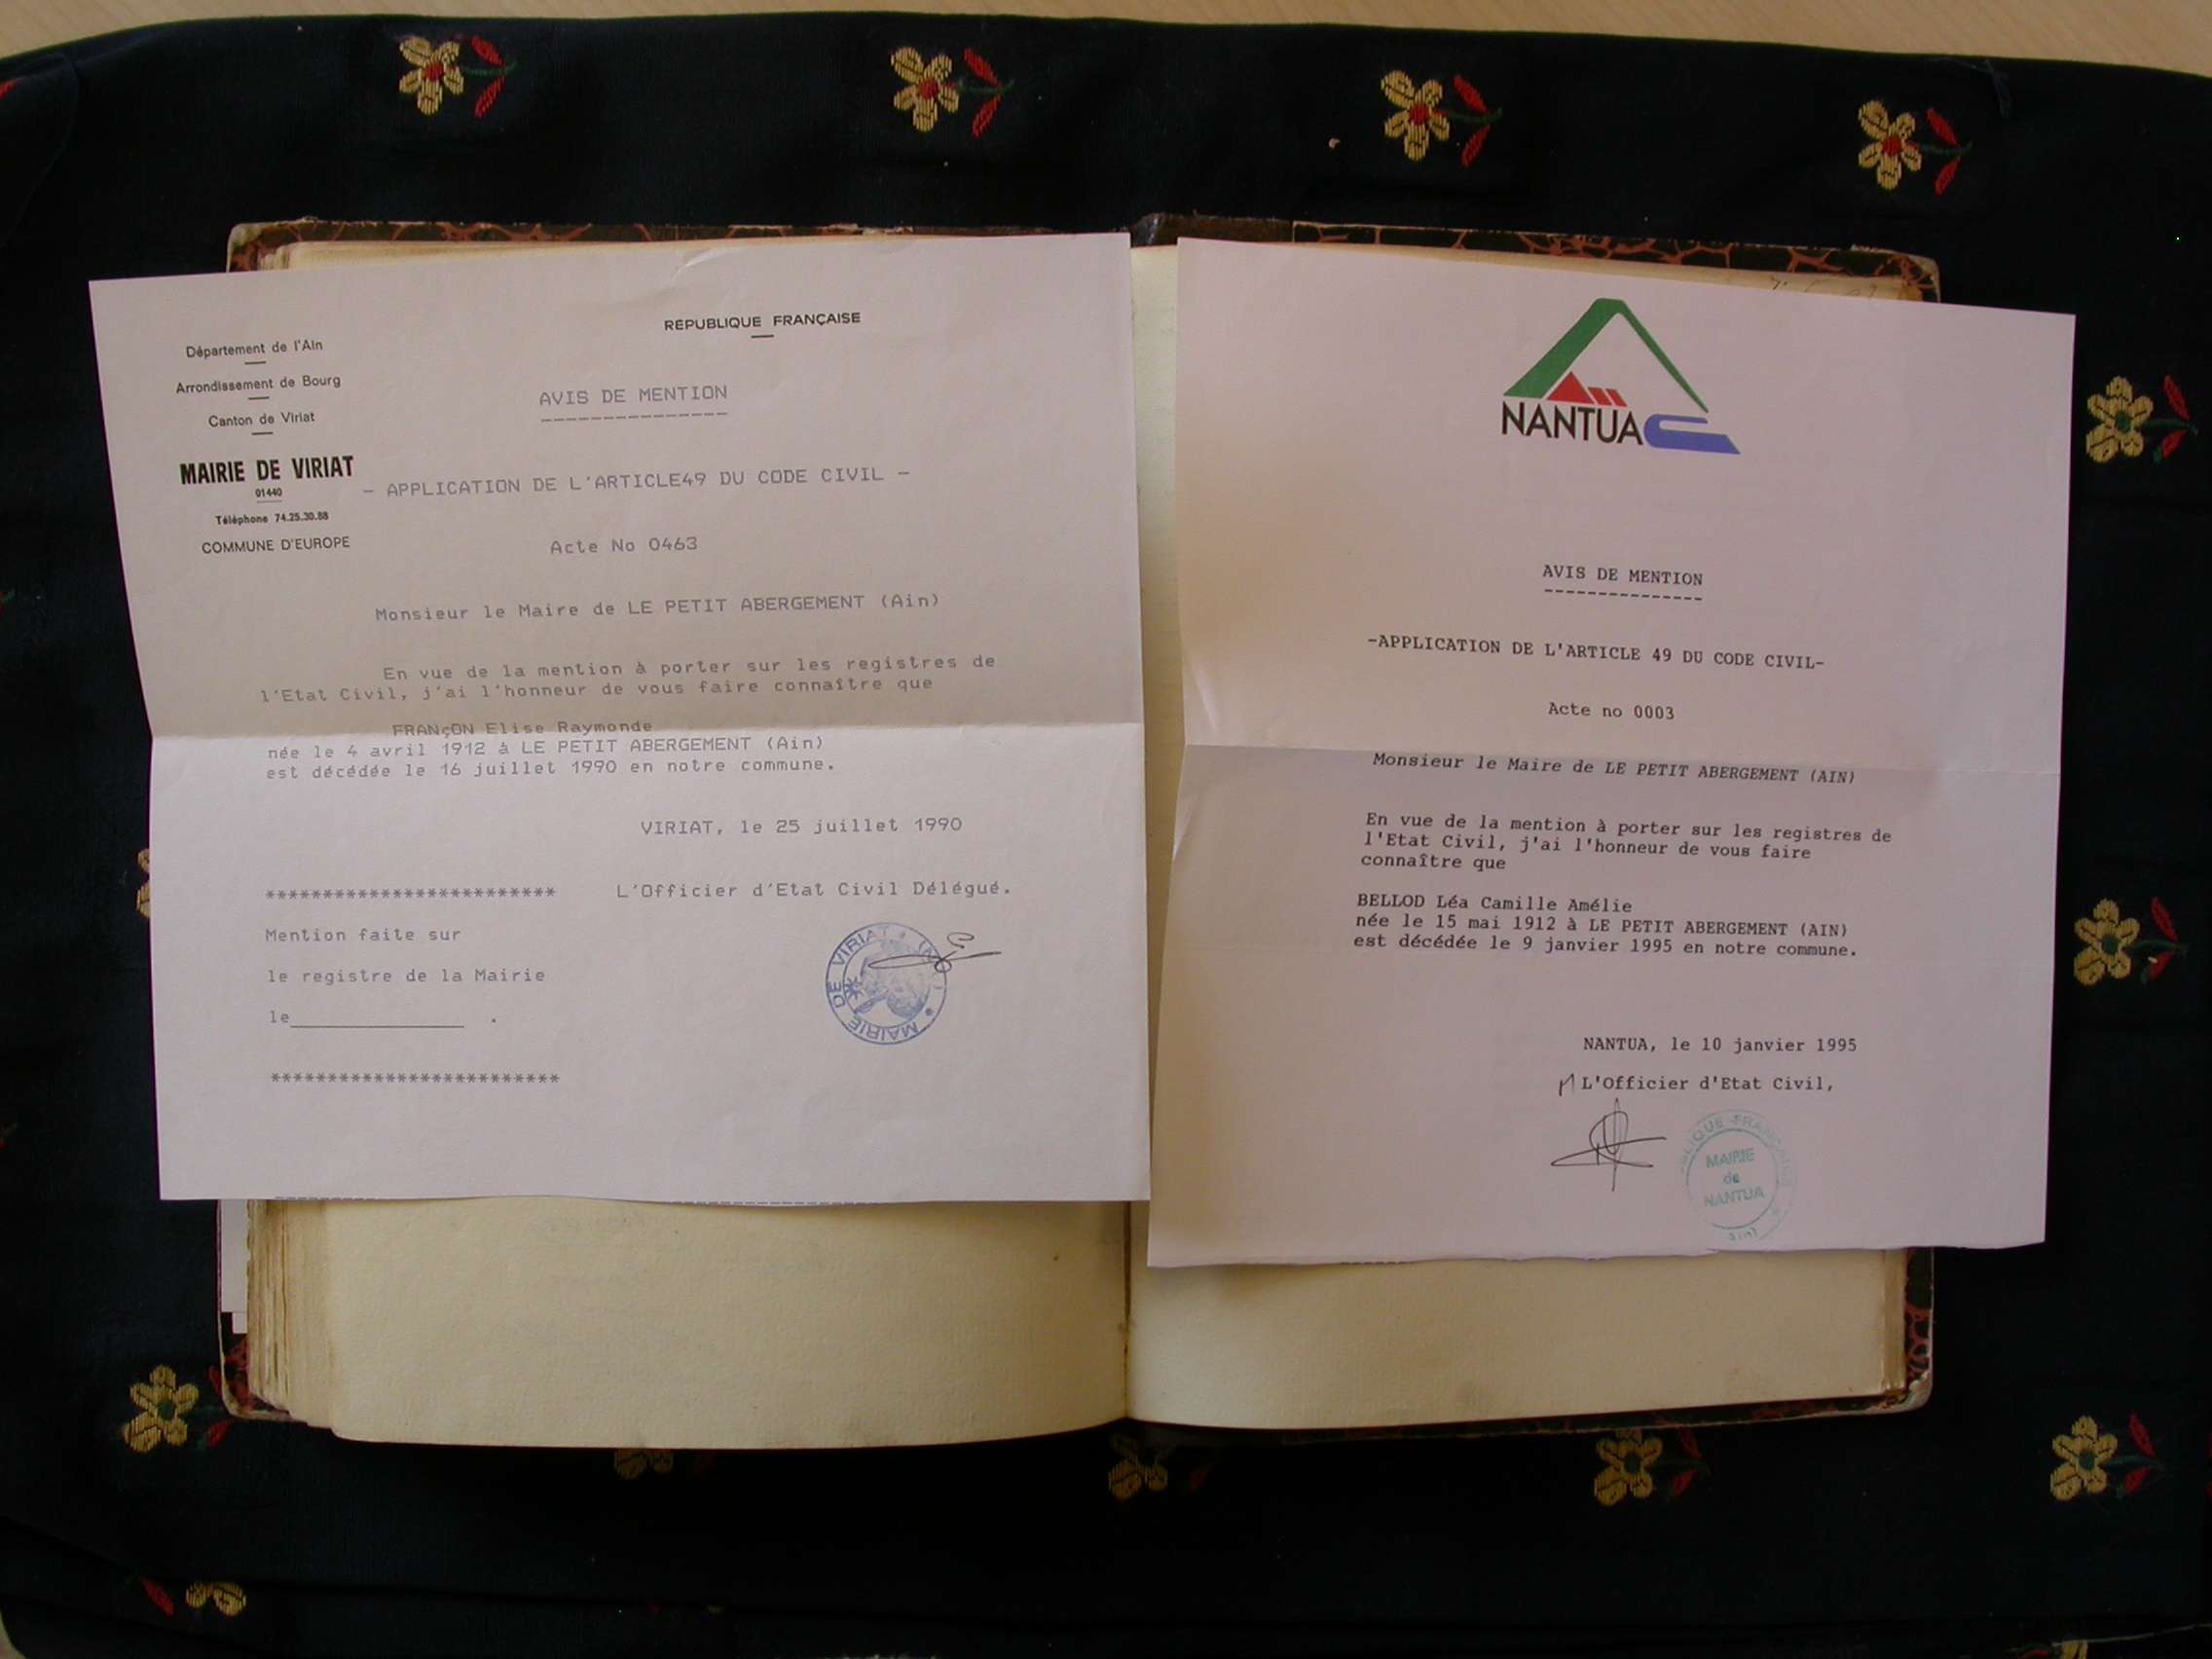 REPUBLIQUE FRANÇAISE
Département de l'Ain
Arrondissement de Bourg
Canton de Viriat
MAIRIE DE VIRIAT
01440
Téléphone 74.25.30.88
COMMUNE D'EUROPE
AVIS DE MENTION
---------------
- APPLICATION DE L'ARTICLE49 DU CODE CIVIL -
Acte No 0463
Monsieur le Maire de LE PETIT ABERGEMENT (Ain)
En vue de la mention à porter sur les registres de
l'Etat Civil, j'ai l'honneur de vous faire connaître que
FRANçON Elise Raymonde
née le 4 avril 1912 à LE PETIT ABERGEMENT (Ain)
est décédée le 16 juillet 1990 en notre commune.
VIRIAT, le 25 juillet 1990
L'Officier d'Etat Civil Délégué.
*************************
Mention faite sur
le registre de la Mairie
le_______________ .
*************************
MAIRIE DE VIRIAT
NANTUA
AVIS DE MENTION
---------------
-APPLICATION DE L'ARTICLE 49 DU CODE CIVIL-
Acte no 0003
Monsieur le Maire de LE PETIT ABERGEMENT (AIN)
En vue de la mention à porter sur les registres de
l'Etat Civil, j'ai l'honneur de vous faire
connaître que
BELLOD Léa Camille Amélie
née le 15 mai 1912 à LE PETIT ABERGEMENT (AIN)
est décédée le 9 janvier 1995 en notre commune.
NANTUA, le 10 janvier 1995
L'Officier d'Etat Civil,
MAIRIE
de
NANTUA